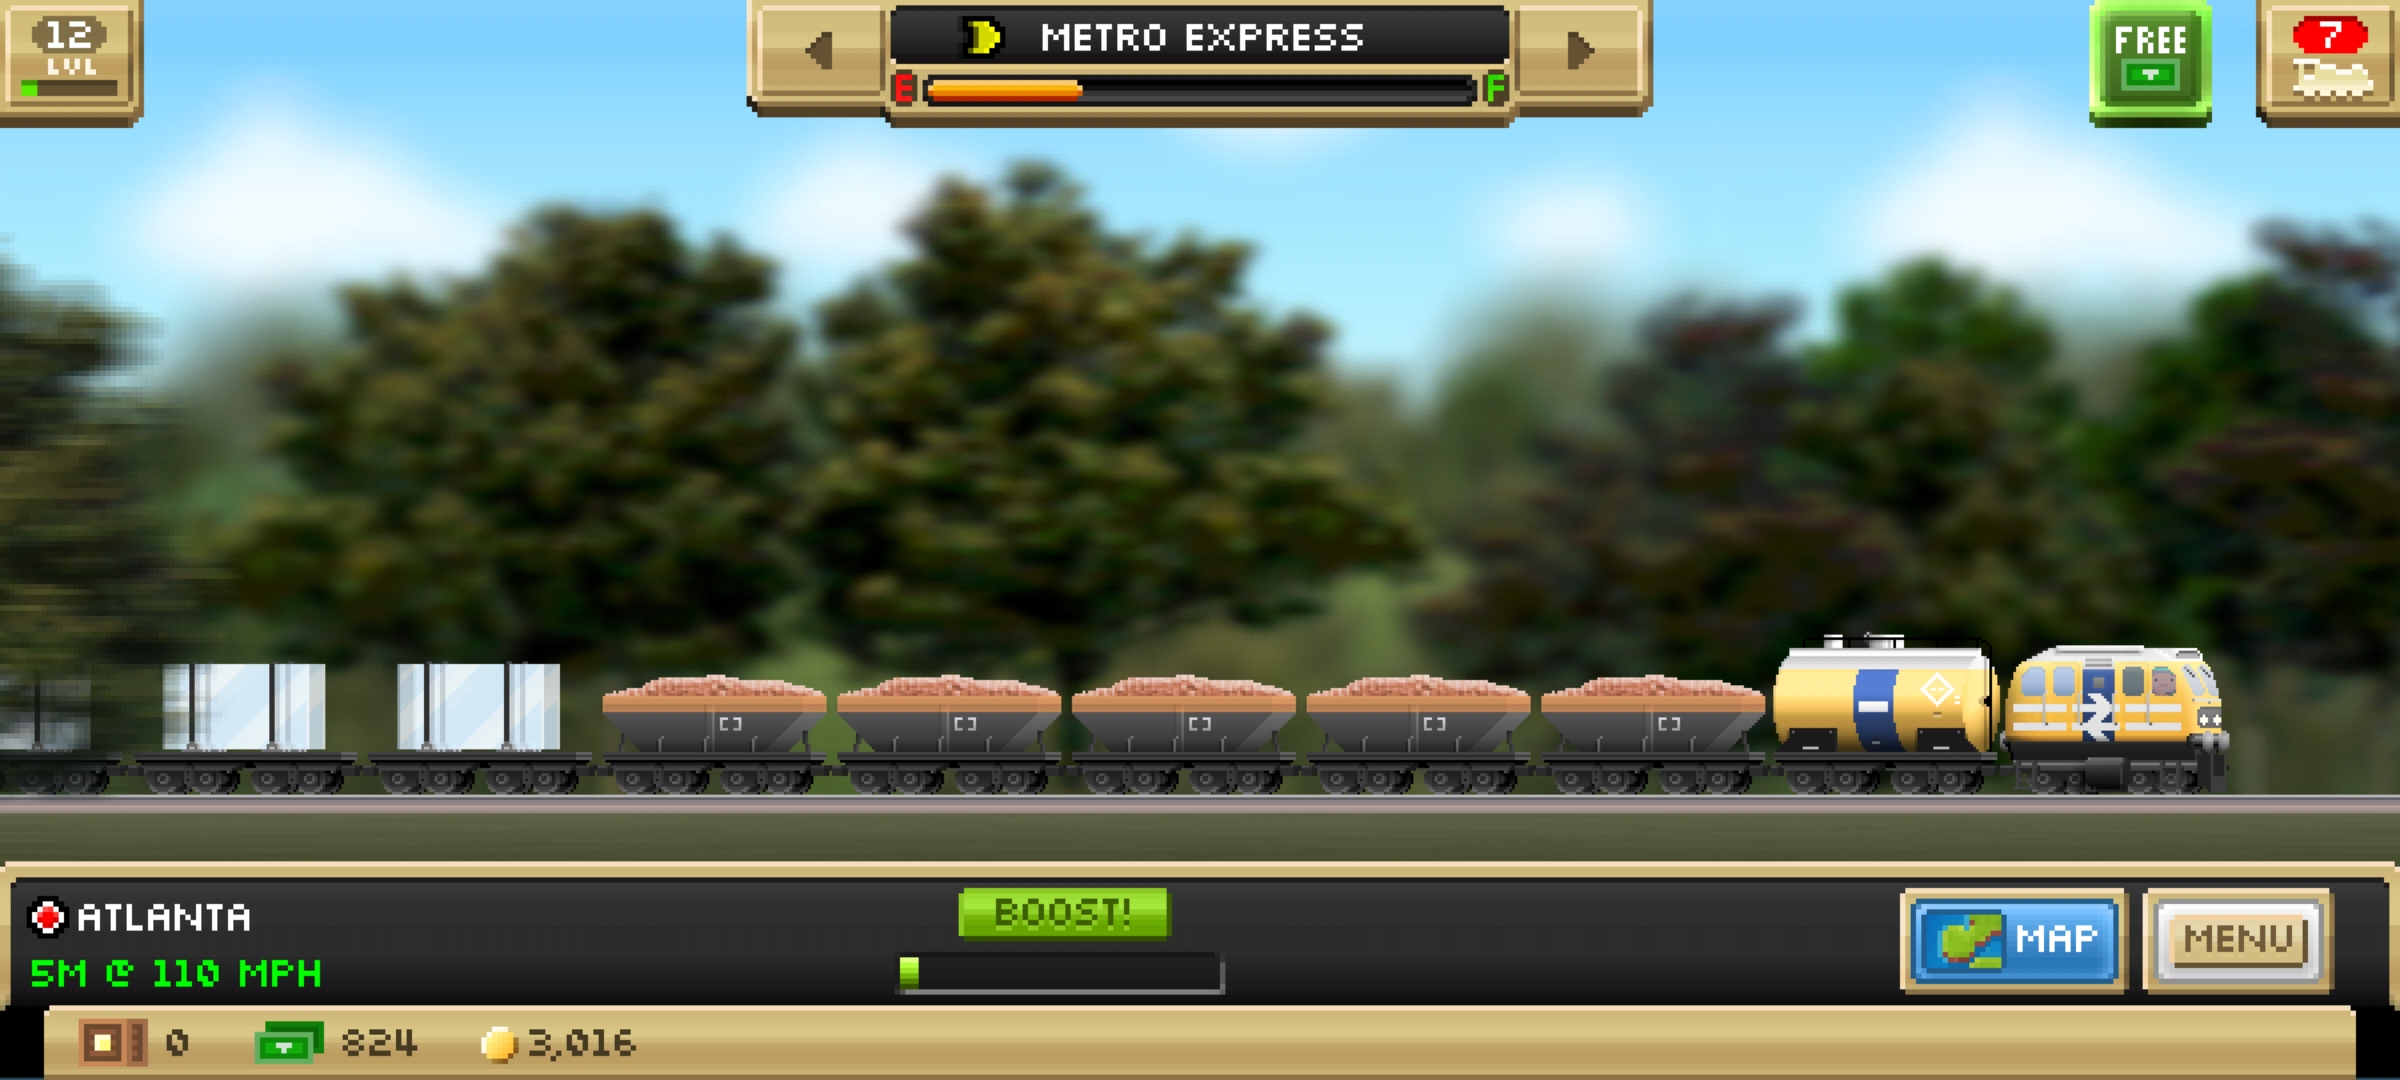 12
LVL
METRO EXPRESS
E F
FREE
7
ATLANTA
5M @ 110 MPH
BOOST!
MAP
MENU
0
824
3,016